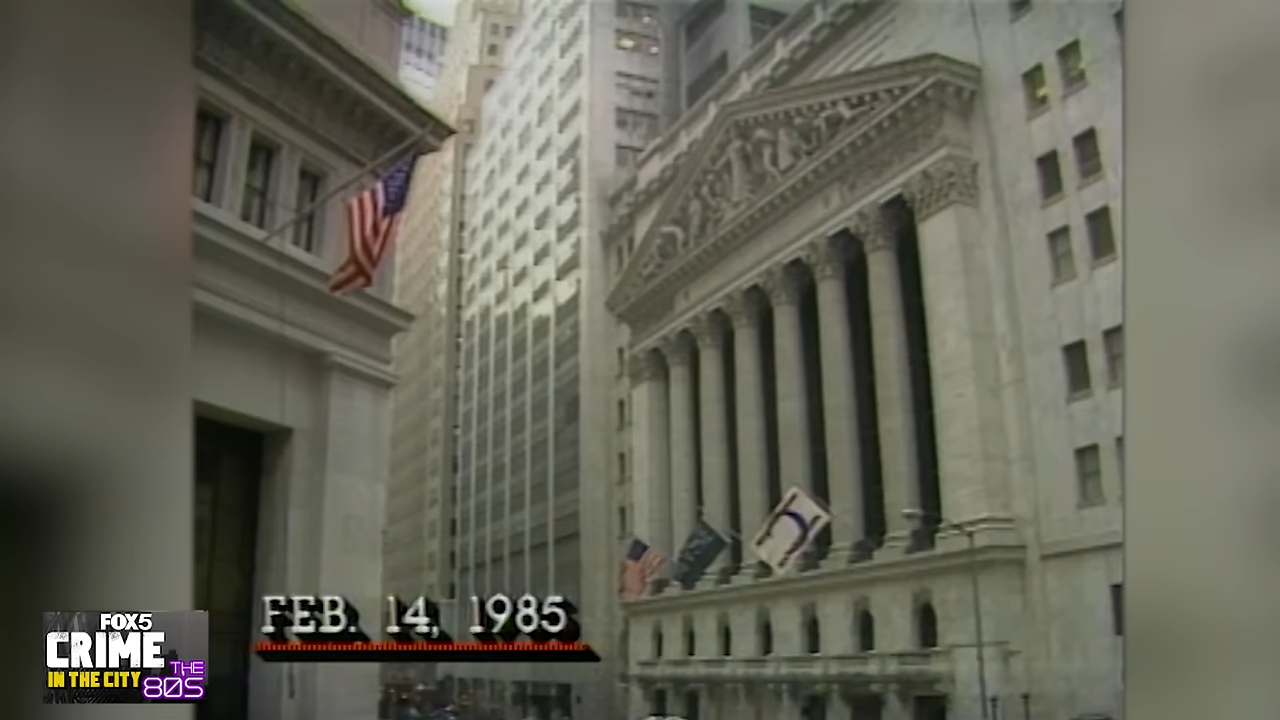 FEB. 14, 1985
FOX5
CRIME
IN THE CITY
THE
80S